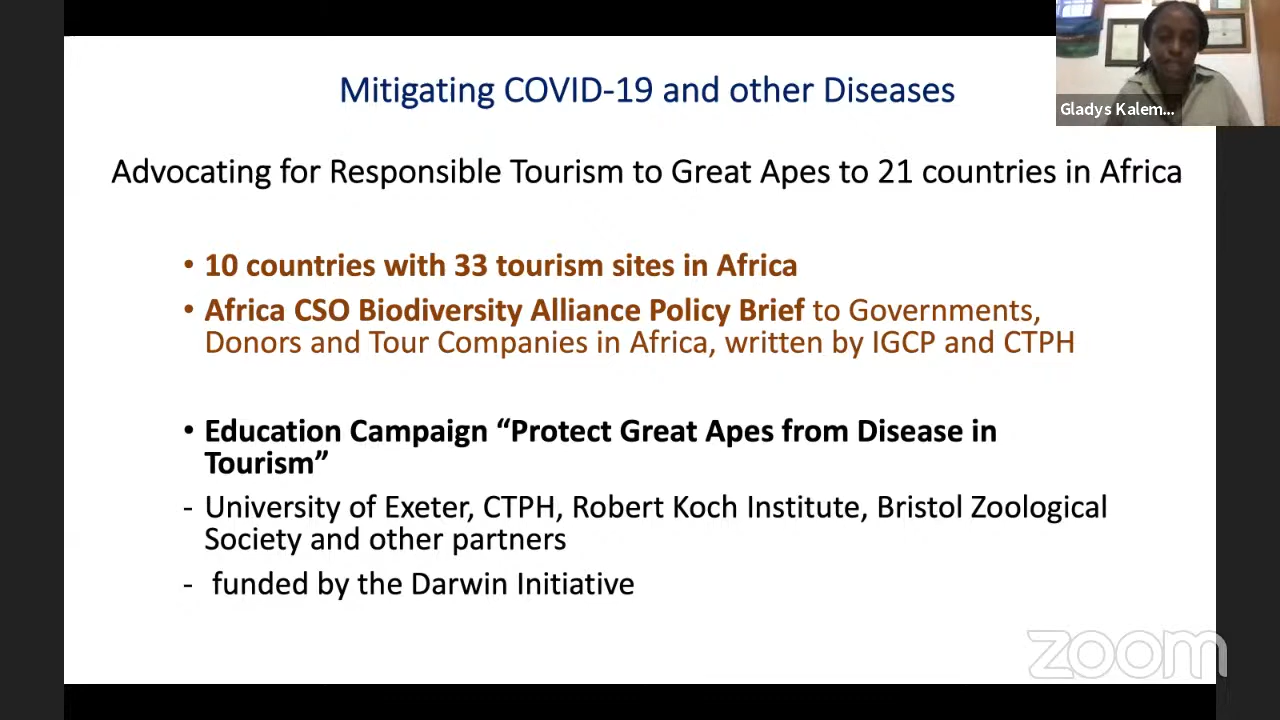 Mitigating COVID-19 and other Diseases
Gladys Kalem...
Advocating for Responsible Tourism to Great Apes to 21 countries in Africa
• 10 countries with 33 tourism sites in Africa
• Africa CSO Biodiversity Alliance Policy Brief to Governments,
Donors and Tour Companies in Africa, written by IGCP and CTPH
• Education Campaign “Protect Great Apes from Disease in
Tourism”
- University of Exeter, CTPH, Robert Koch Institute, Bristol Zoological
Society and other partners
- funded by the Darwin Initiative
zoom